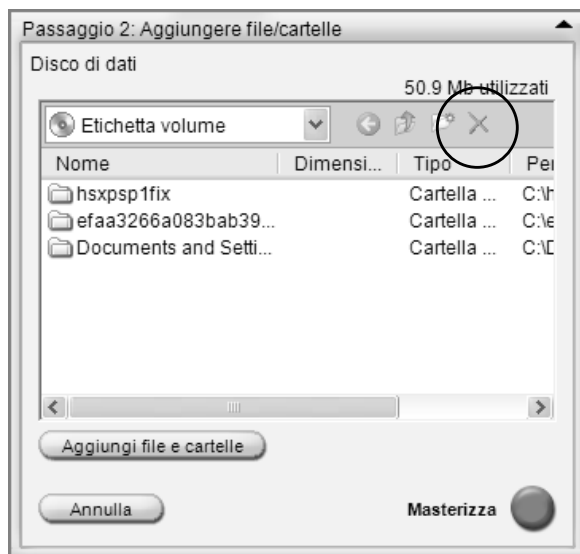 Passaggio 2: Aggiungere file/cartelle
Disco di dati
50.9 Mb utilizzati
Etichetta volume
Nome Dimensi... Tipo Per
hsxpsp1fix Cartella ... C:\h
efaa3266a083bab39... Cartella ... C:\e
Documents and Setti... Cartella ... C:\D
Aggiungi file e cartelle
Annulla Masterizza